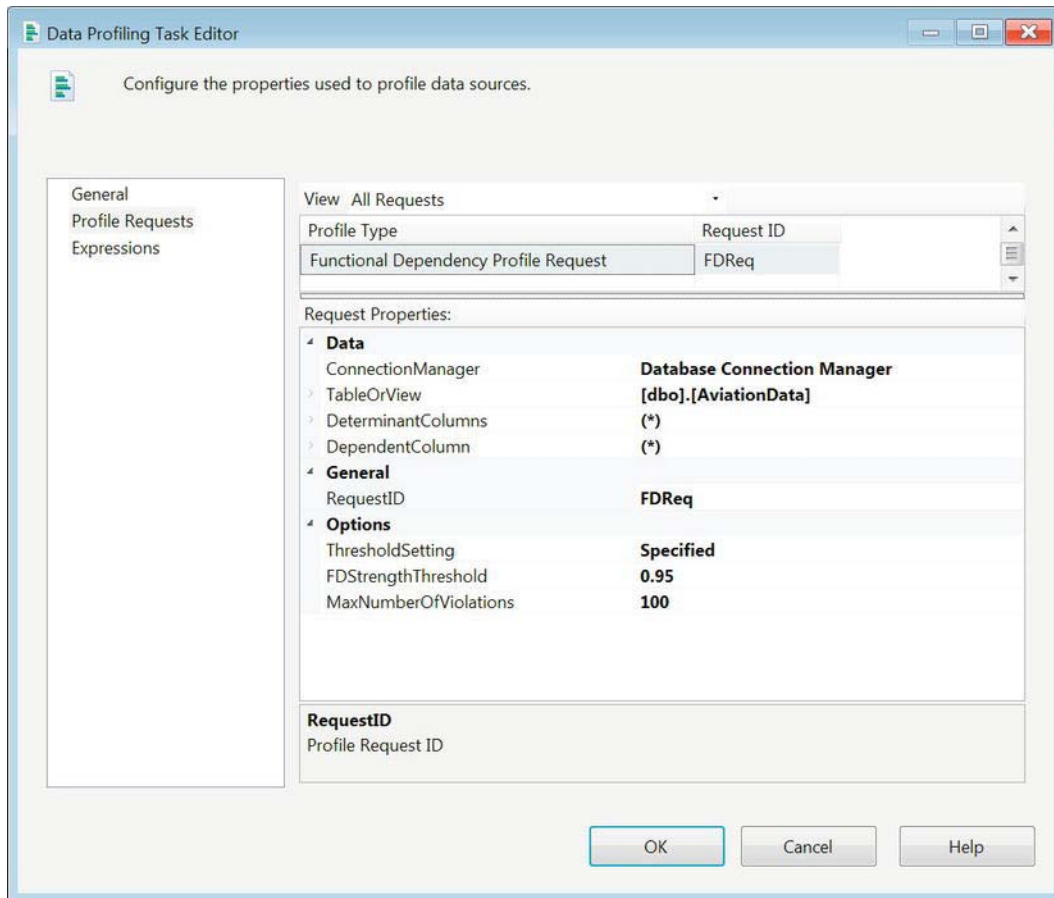 Data Profiling Task Editor
Configure the properties used to profile data sources.
General
Profile Requests
Expressions
View All Requests
Profile Type Request ID
Functional Dependency Profile Request FDReq
Request Properties:
Data
ConnectionManager Database Connection Manager
TableOrView [dbo].[AviationData]
DeterminantColumns (*)
DependentColumn (*)
General
RequestID FDReq
Options
ThresholdSetting Specified
FDStrengthThreshold 0.95
MaxNumberOfViolations 100
RequestID
Profile Request ID
OK Cancel Help